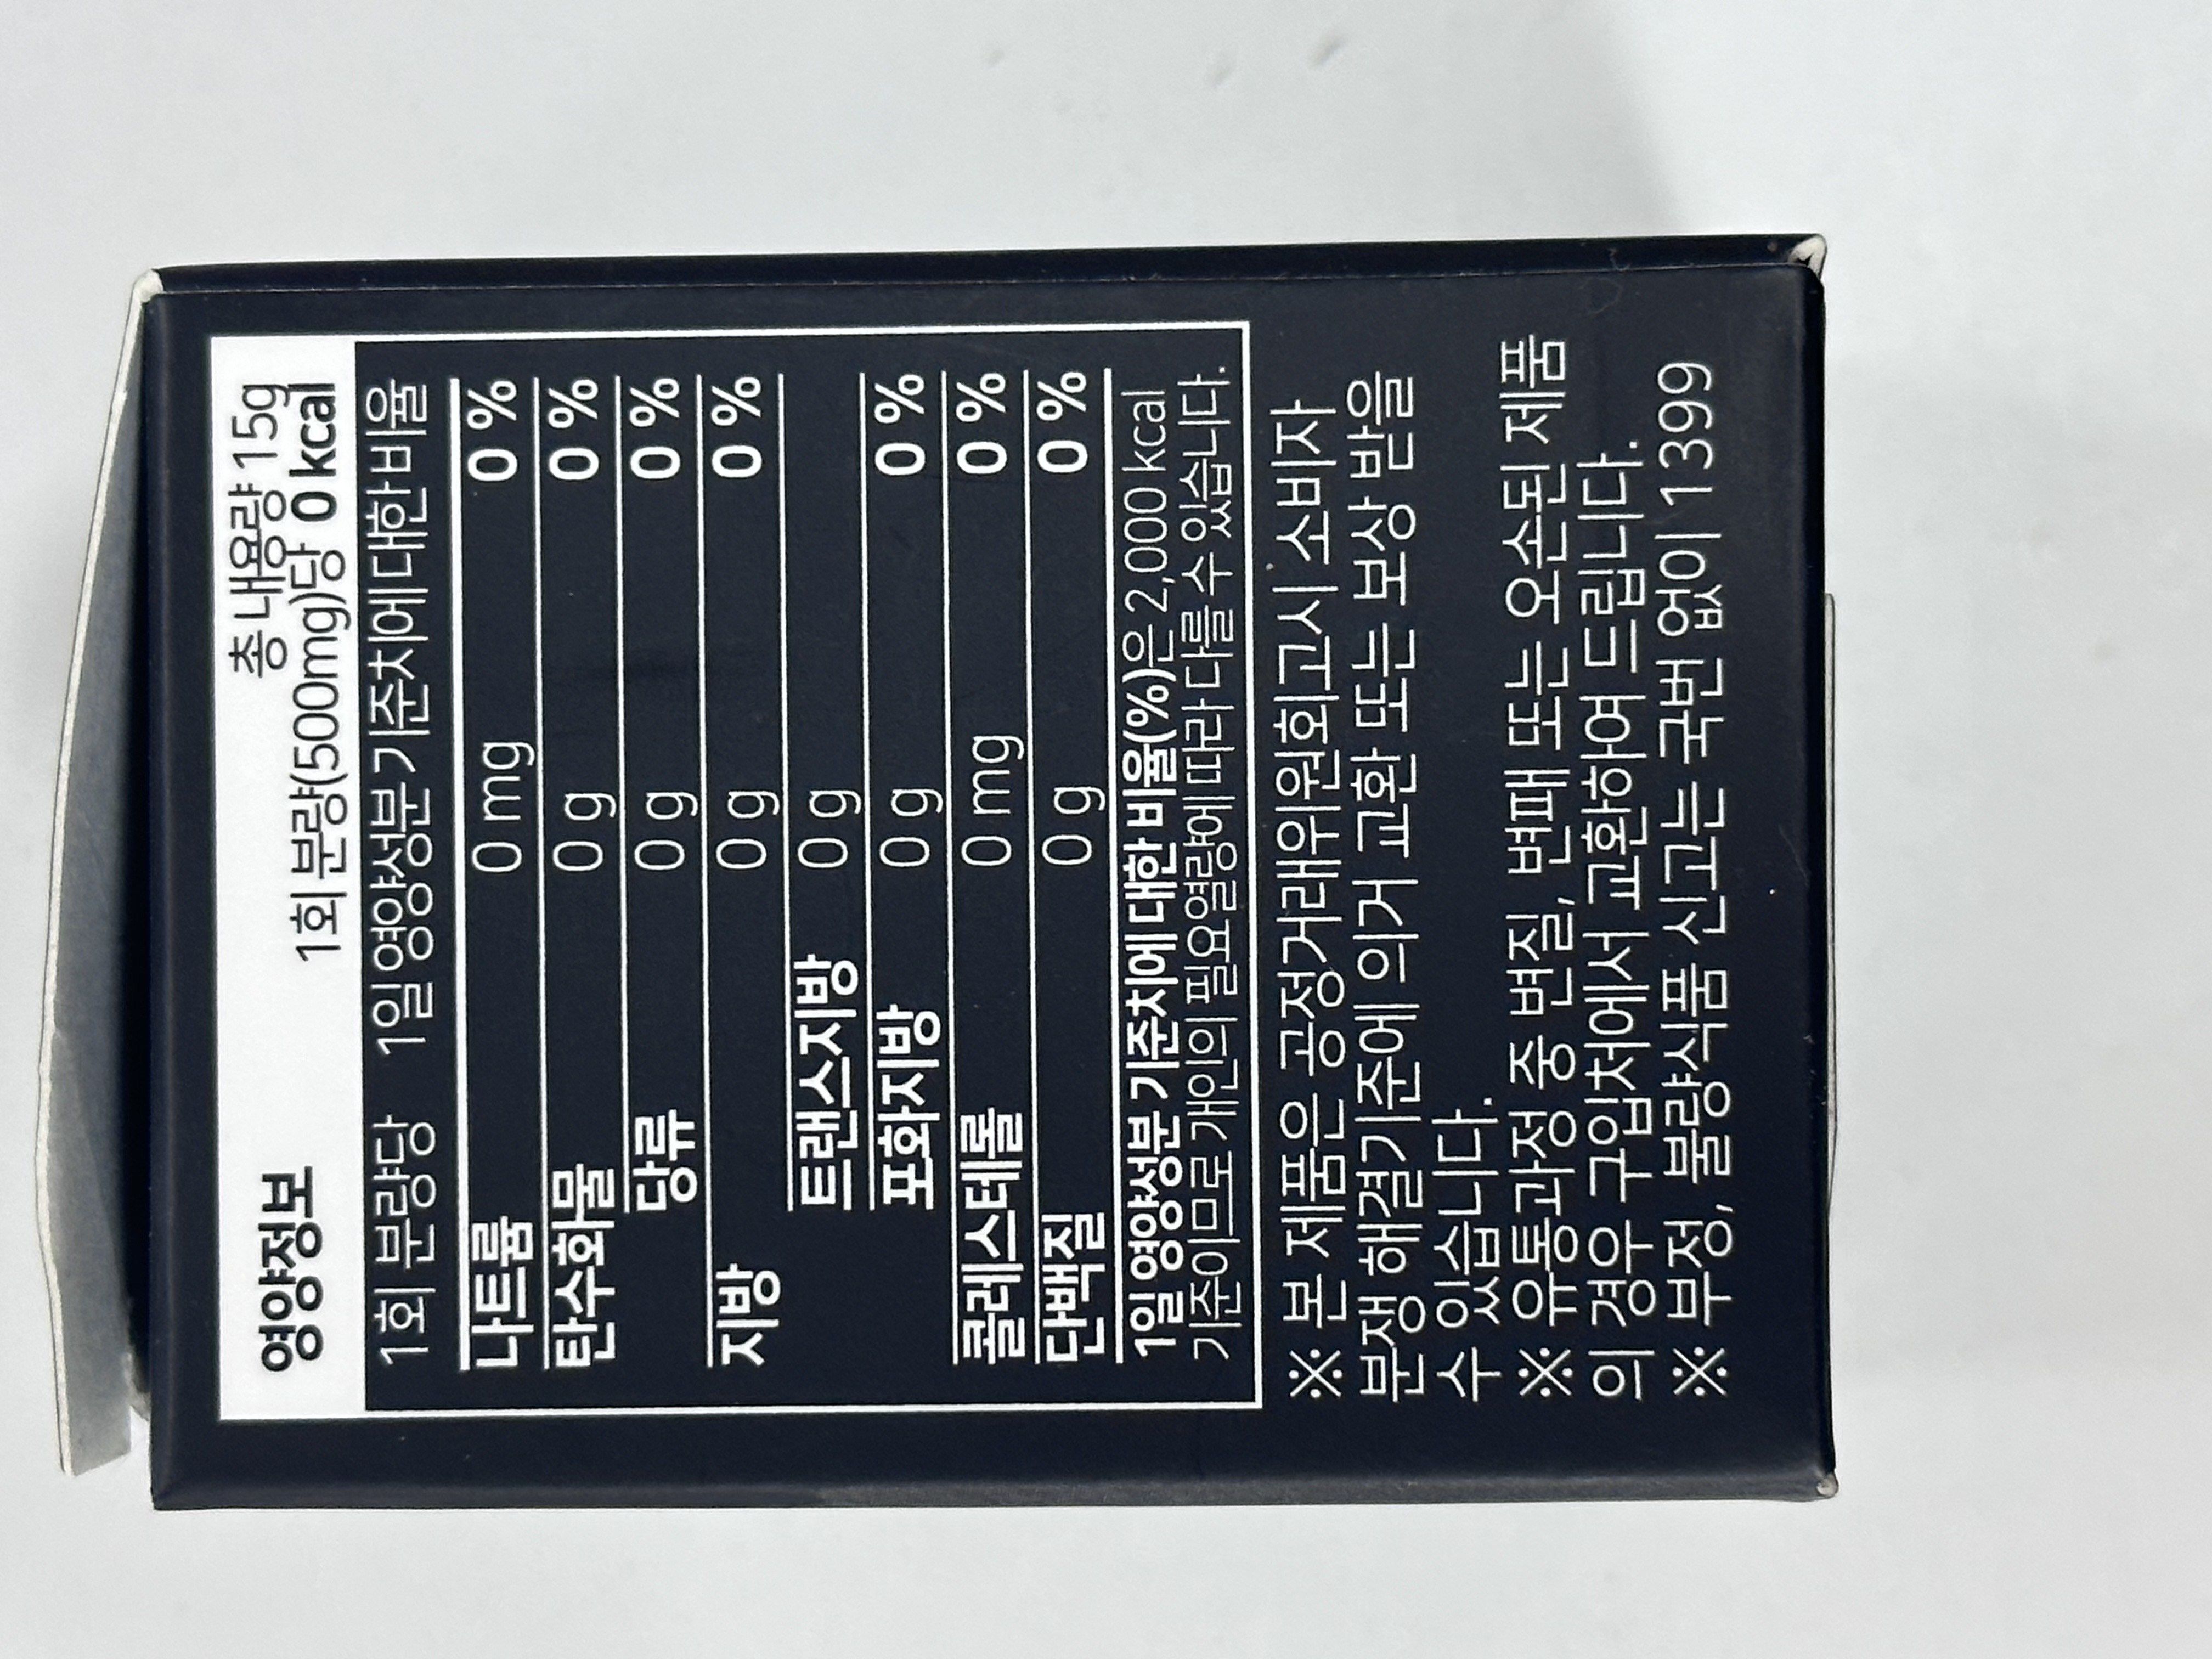 영양정보
총 내용량 15g
1회 분량(500mg)당 0 kcal
1회 분량당 1일 영양성분 기준치에 대한 비율
나트륨 0 mg 0 %
탄수화물 0 g 0 %
당류 0 g 0 %
지방 0 g 0 %
트랜스지방 0 g
포화지방 0 g 0 %
콜레스테롤 0 mg 0 %
단백질 0 g 0 %
1일 영양성분 기준치에 대한 비율(%)은 2,000 kcal
기준이므로 개인의 필요열량에 따라 다를 수 있습니다.
※ 본 제품은 공정거래위원회고시 소비자
분쟁 해결기준에 의거 교환 또는 보상 받을
수 있습니다.
※ 유통과정 중 변질, 변패 또는 오손된 제품
의 경우 구입처에서 교환하여 드립니다.
※ 부정, 불량식품 신고는 국번 없이 1399